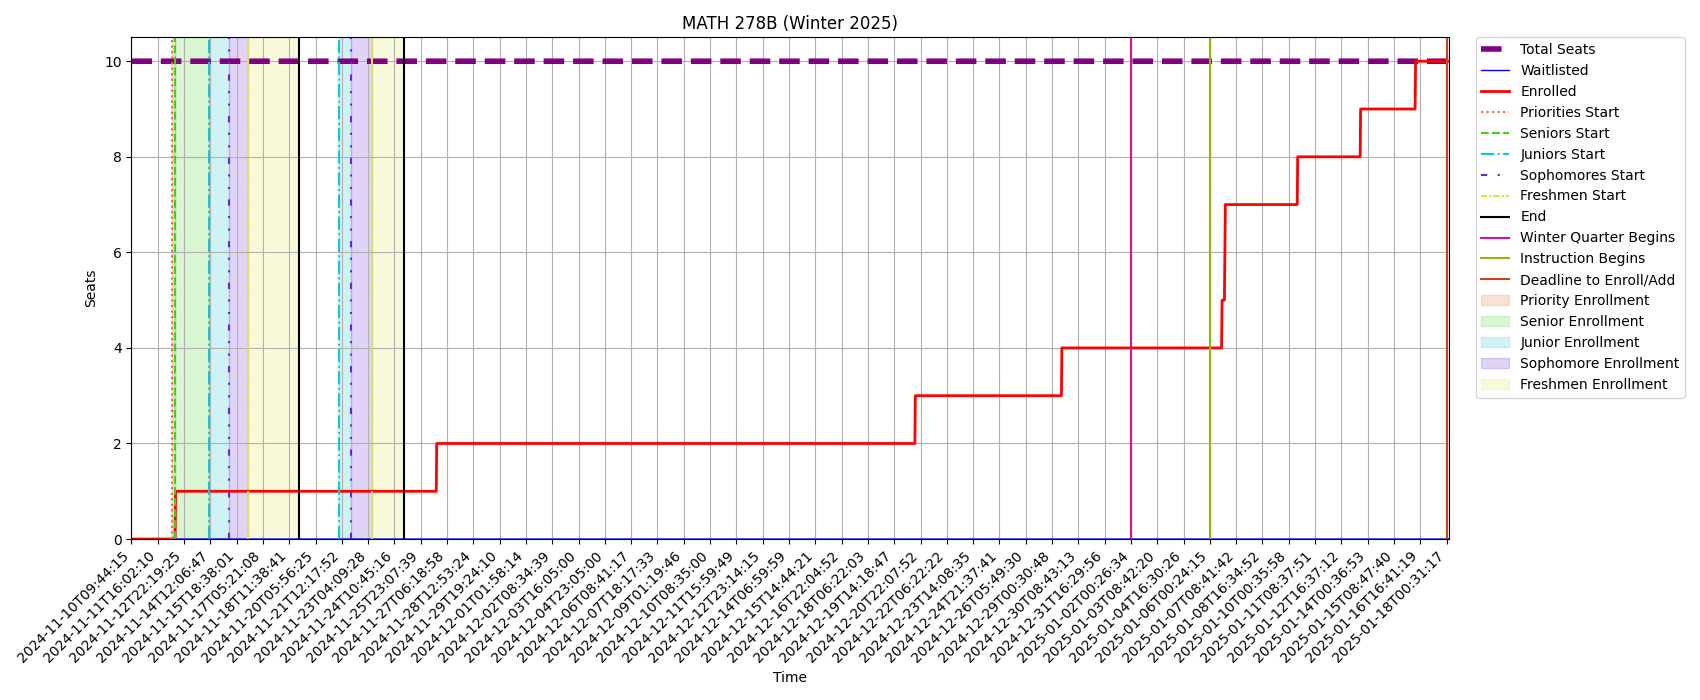 MATH 278B (Winter 2025)
Seats
10
8
6
4
2
0
2024-11-10T09:44:15
2024-11-11T16:02:10
2024-11-12T22:19:25
2024-11-14T12:06:47
2024-11-15T18:38:01
2024-11-17T05:21:08
2024-11-18T11:38:41
2024-11-20T05:56:25
2024-11-21T12:17:52
2024-11-23T04:09:28
2024-11-24T10:45:16
2024-11-25T23:07:39
2024-11-27T06:18:58
2024-11-28T12:53:24
2024-11-29T19:24:10
2024-12-01T01:58:14
2024-12-02T08:34:39
2024-12-03T16:05:00
2024-12-04T23:05:00
2024-12-06T08:41:17
2024-12-07T18:17:33
2024-12-09T01:19:46
2024-12-10T08:35:00
2024-12-11T15:59:49
2024-12-12T23:14:15
2024-12-14T06:59:59
2024-12-15T14:44:21
2024-12-16T22:04:52
2024-12-18T06:22:03
2024-12-19T14:18:47
2024-12-20T22:07:52
2024-12-22T06:22:22
2024-12-23T14:08:35
2024-12-24T21:37:41
2024-12-26T05:49:30
2024-12-29T00:30:48
2024-12-30T08:43:13
2024-12-31T16:29:56
2025-01-02T00:26:34
2025-01-03T08:42:20
2025-01-04T16:30:26
2025-01-06T00:24:15
2025-01-07T08:41:42
2025-01-08T16:34:52
2025-01-10T00:35:58
2025-01-11T08:37:51
2025-01-12T16:37:12
2025-01-14T00:36:53
2025-01-15T08:47:40
2025-01-16T16:41:19
2025-01-18T00:31:17
Time
Total Seats
Waitlisted
Enrolled
Priorities Start
Seniors Start
Juniors Start
Sophomores Start
Freshmen Start
End
Winter Quarter Begins
Instruction Begins
Deadline to Enroll/Add
Priority Enrollment
Senior Enrollment
Junior Enrollment
Sophomore Enrollment
Freshmen Enrollment